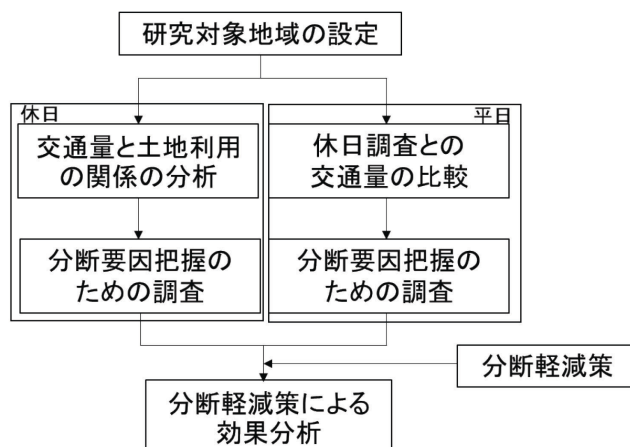 研究対象地域の設定
休日
交通量と土地利用
の関係の分析
分断要因把握の
ための調査
平日
休日調査との
交通量の比較
分断要因把握の
ための調査
分断軽減策
分断軽減策による
効果分析